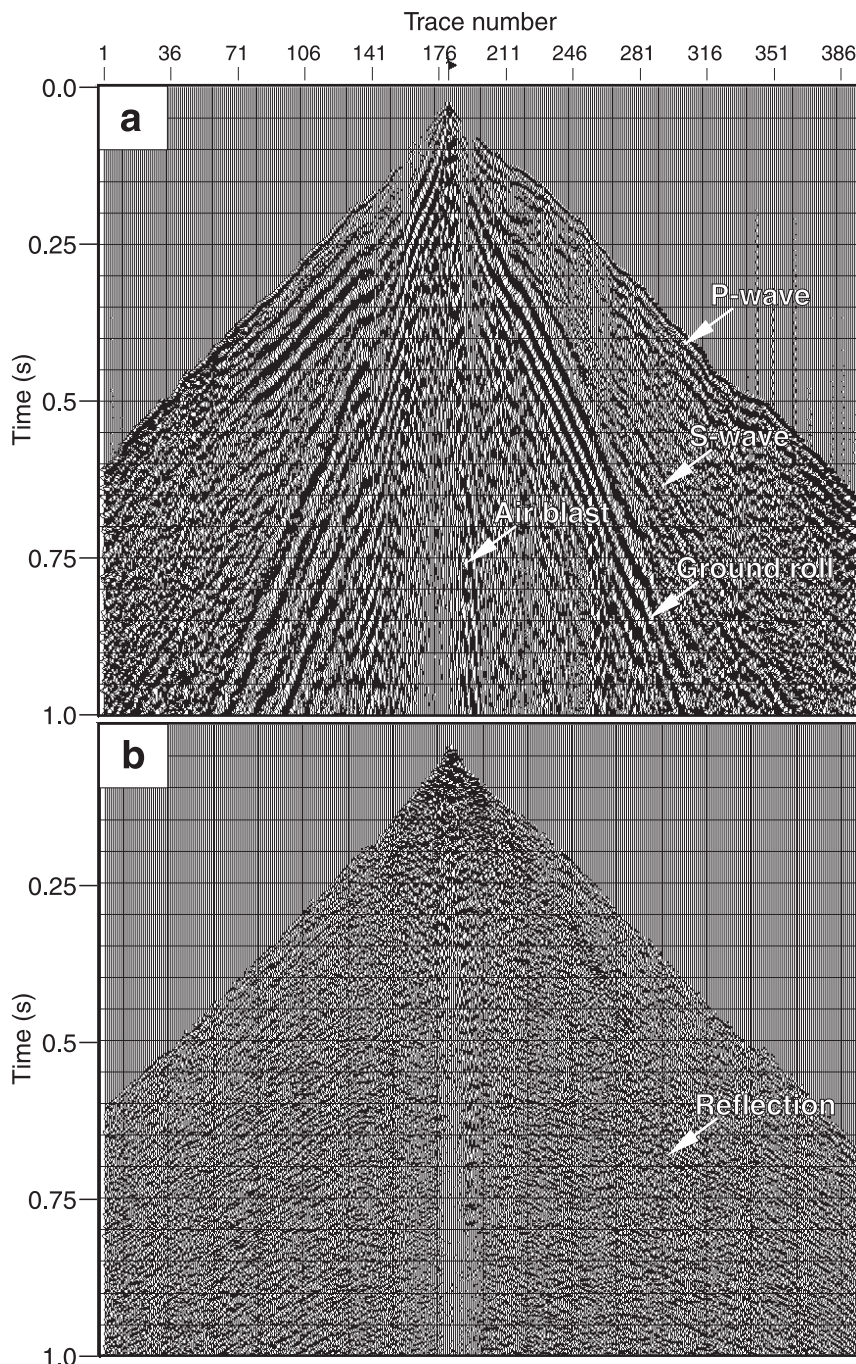 Trace number
1 36 71 106 141 176 211 246 281 316 351 386
0.0
a
0.25
P-wave
Time (s)
0.5
S-wave
Air blast
0.75
Ground roll
1.0
b
0.25
Time (s)
0.5
Reflection
0.75
1.0